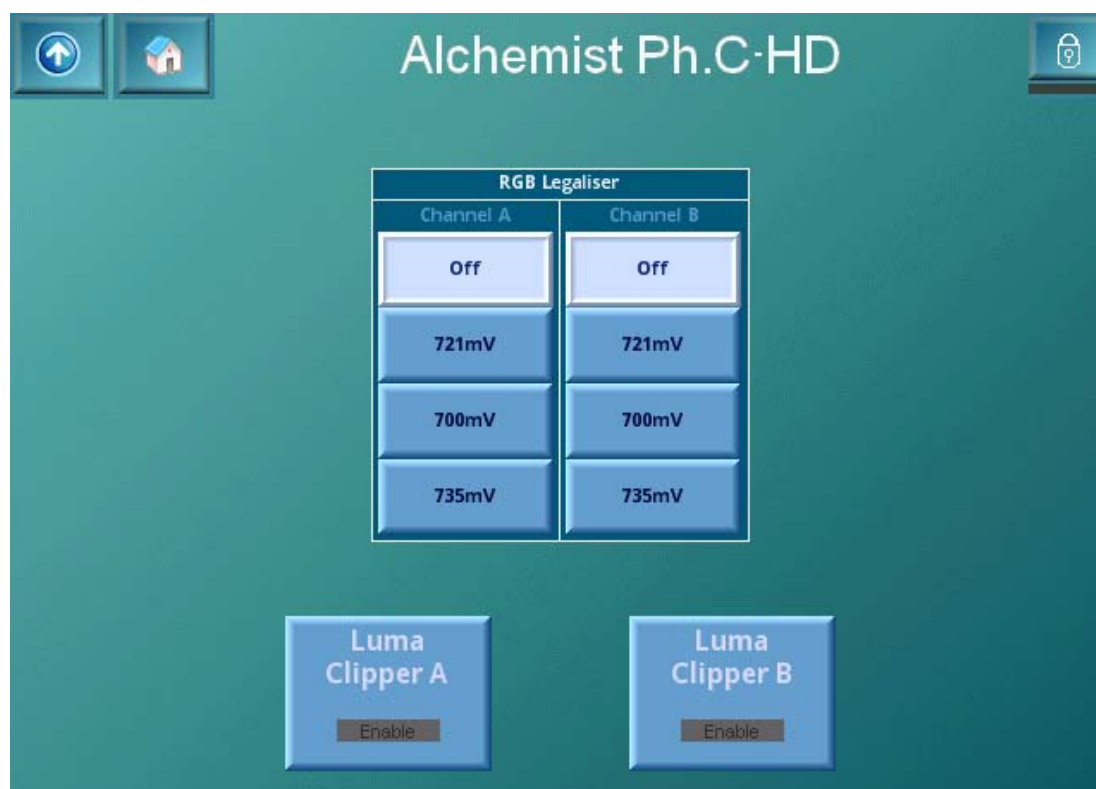 Alchemist Ph.C-HD
RGB Legaliser
Channel A Channel B
Off Off
721mV 721mV
700mV 700mV
735mV 735mV
Luma Luma
Clipper A Clipper B
Enable Enable